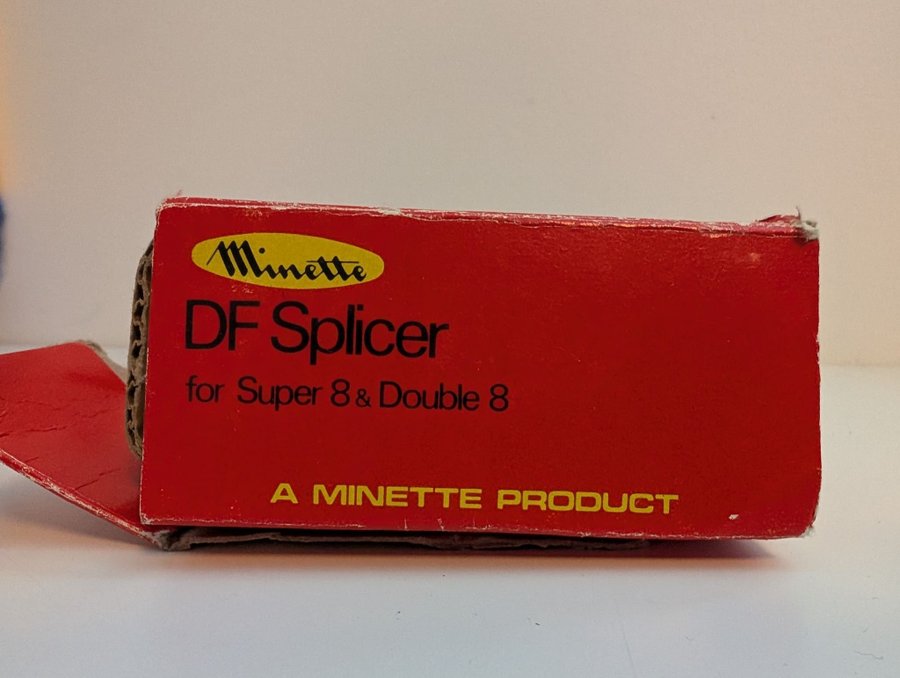 Minette
DF Splicer
for Super 8 & Double 8
A MINETTE PRODUCT